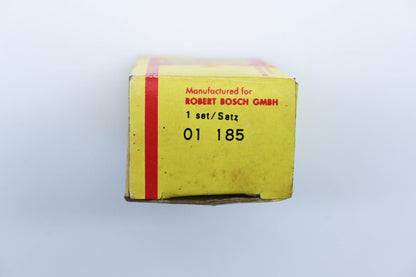 Manufactured for
ROBERT BOSCH GMBH
1 set/Satz
01 185